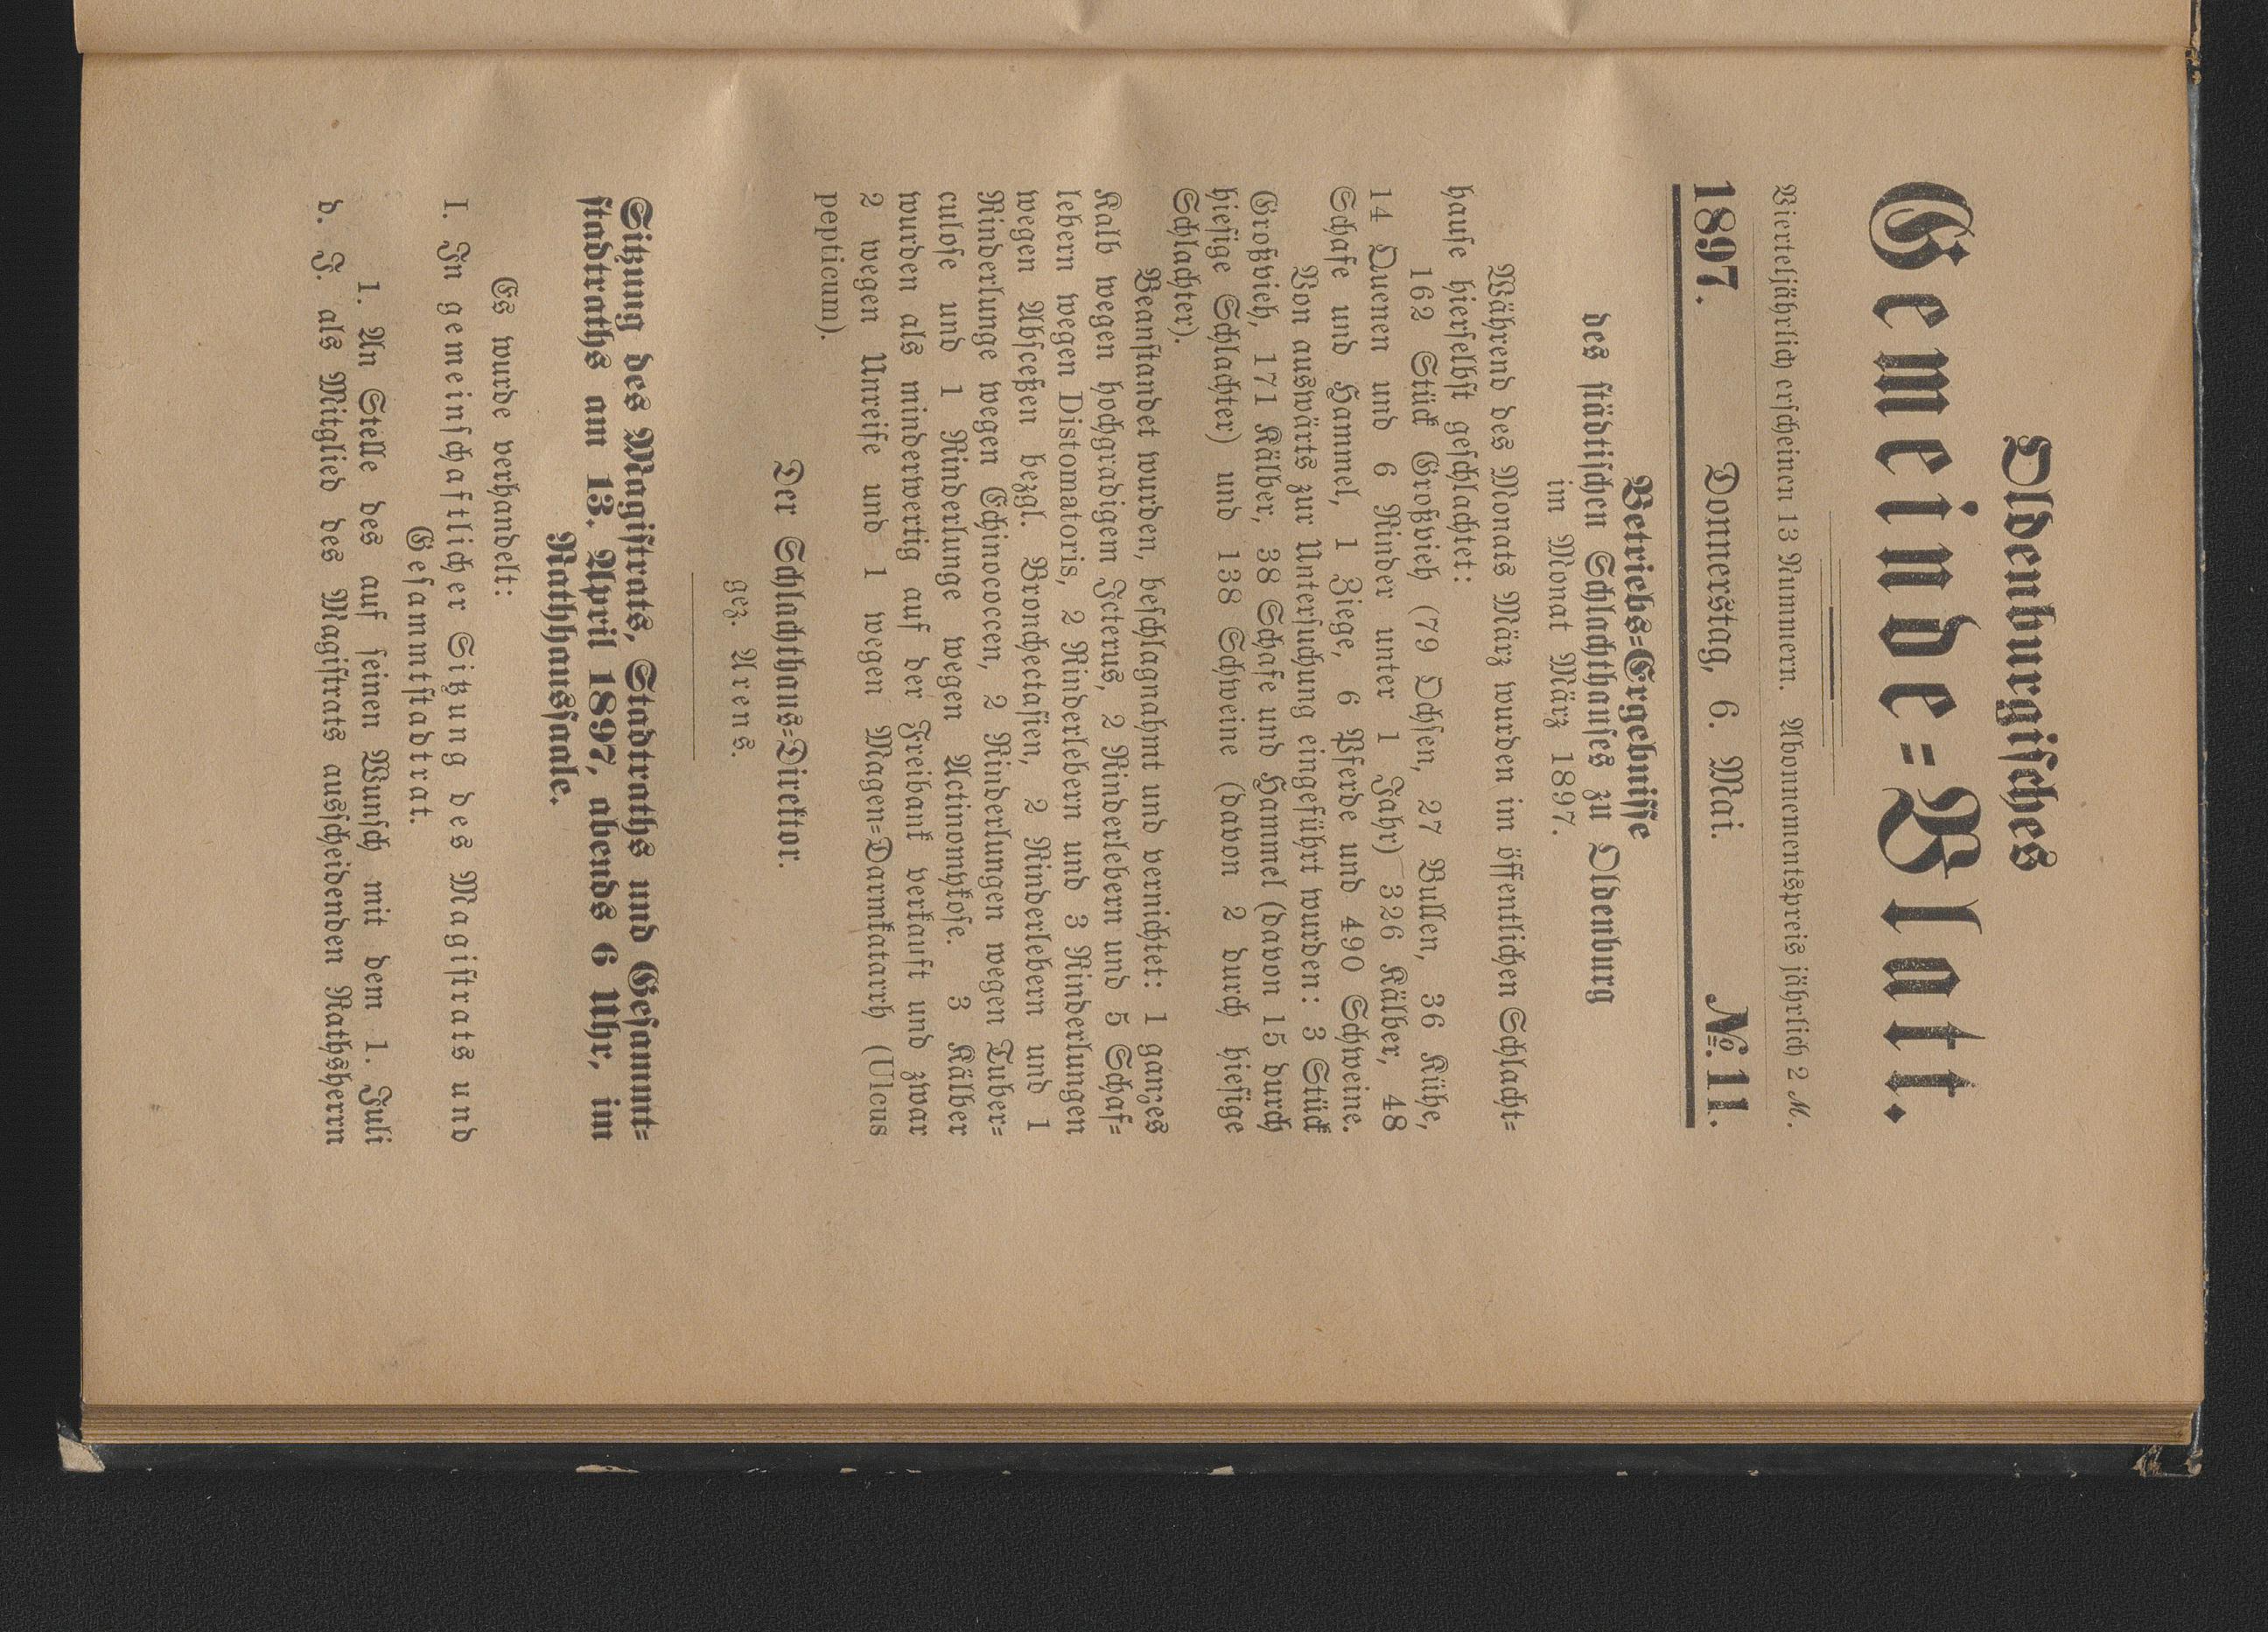 Oldenburgisches
Gemeinde=Blatt.
Vierteljährlich erscheinen 13 Nummern. Abonnementspreis jährlich 2 M.
1897. Donnerstag, 6. Mai. №. 11.
Betriebs=Ergebnisse
des städtischen Schlachthauses zu Oldenburg
im Monat März 1897.
Während des Monats März wurden im öffentlichen Schlacht=
hause hierselbst geschlachtet:
162 Stück Großvieh (79 Ochsen, 27 Bullen, 36 Kühe,
14 Quenen und 6 Rinder unter 1 Jahr) 326 Kälber, 48
Schafe und Hammel, 1 Ziege, 6 Pferde und 490 Schweine.
Von auswärts zur Untersuchung eingeführt wurden: 3 Stück
Großvieh, 171 Kälber, 38 Schafe und Hammel (davon 15 durch
hiesige Schlachter) und 138 Schweine (davon 2 durch hiesige
Schlachter).
Beanstandet wurden, beschlagnahmt und vernichtet: 1 ganzes
Kalb wegen hochgradigem Icterus, 2 Rinderlebern und 5 Schaf=
lebern wegen Distomatoris, 2 Rinderlebern und 3 Rinderlungen
wegen Absceßen bezgl. Bronchectasien, 2 Rinderlebern und 1
Rinderlunge wegen Echinococcen, 2 Rinderlungen wegen Tuber=
culose und 1 Rinderlunge wegen Actinomykose. 3 Kälber
wurden als minderwertig auf der Freibank verkauft und zwar
2 wegen Unreife und 1 wegen Magen=Darmkatarrh (Ulcus
pepticum).
Der Schlachthaus=Direktor.
gez. Arens.
Sitzung des Magistrats, Stadtraths und Gesammt=
stadtraths am 13. April 1897, abends 6 Uhr, im
Rathhaussaale.
Es wurde verhandelt:
I. In gemeinschaftlicher Sitzung des Magistrats und
Gesammtstadtrat.
1. An Stelle des auf seinen Wunsch mit dem 1. Juli
d. J. als Mitglied des Magistrats ausscheidenden Rathsherrn